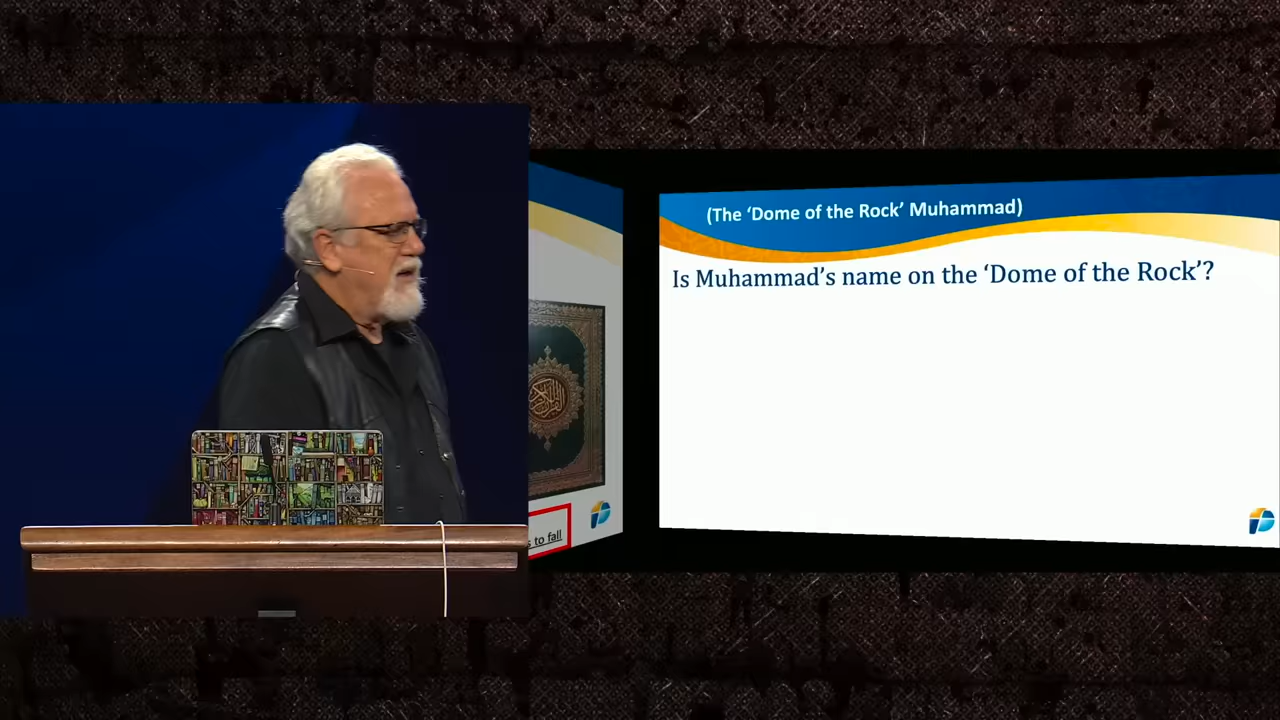 (The ‘Dome of the Rock’ Muhammad)
Is Muhammad’s name on the ‘Dome of the Rock’?
to fall